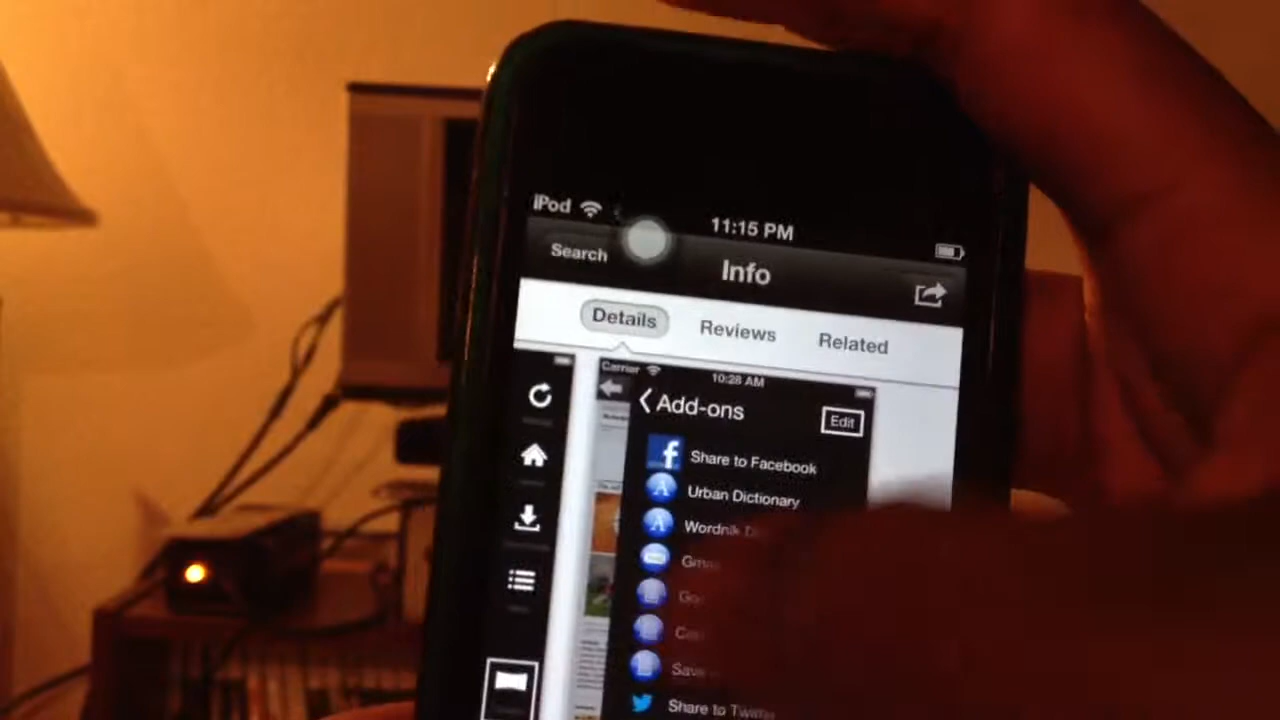 iPod
11:15 PM
Search
Info
Details
Reviews
Related
Carrier
10:28 AM
Add-ons
Edit
Share to Facebook
Urban Dictionary
Wordnik
Save
Share to